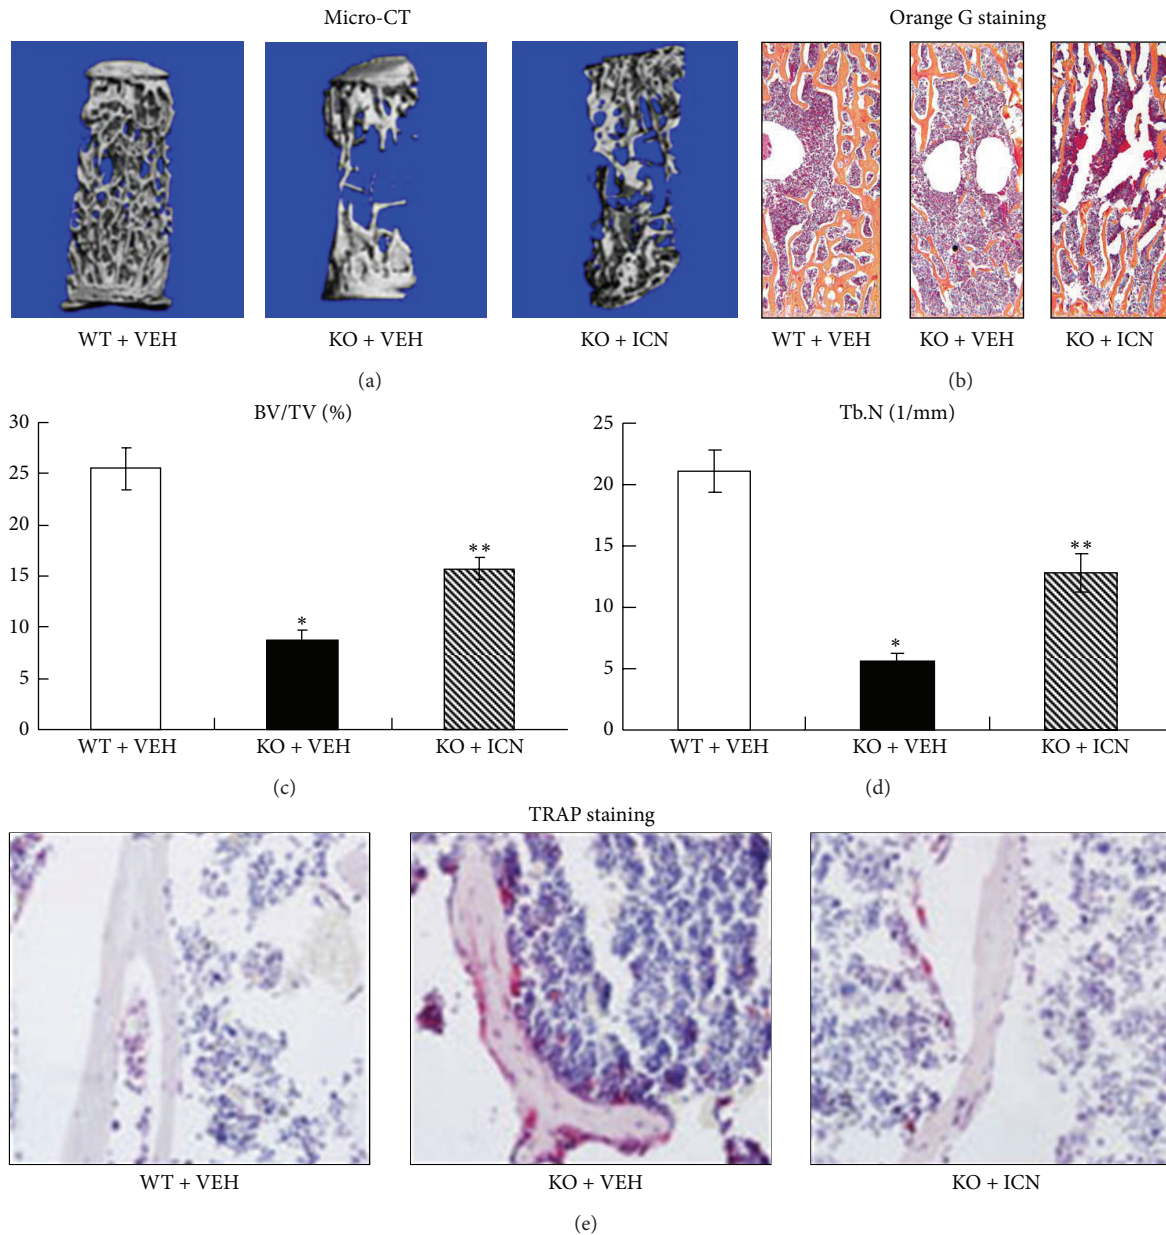 Micro-CT
Orange G staining
WT + VEH
KO + VEH
KO + ICN
WT + VEH
KO + VEH
KO + ICN
(a)
(b)
BV/TV (%)
30
25
20
15
10
5
0
*
**
WT + VEH
KO + VEH
KO + ICN
(c)
Tb.N (1/mm)
25
20
15
10
5
0
*
**
WT + VEH
KO + VEH
KO + ICN
(d)
TRAP staining
WT + VEH
KO + VEH
KO + ICN
(e)